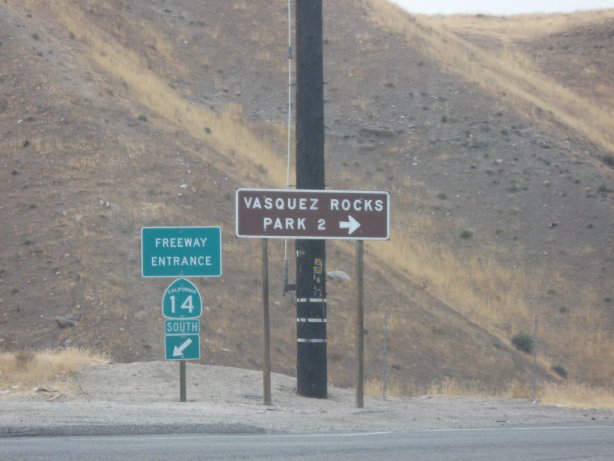 VASQUEZ ROCKS
PARK 2
FREEWAY
ENTRANCE
CALIFORNIA
14
SOUTH